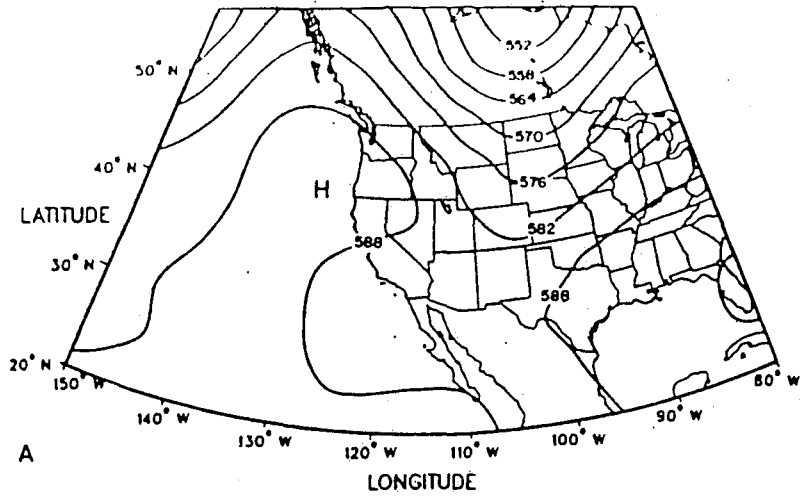 552
558
564
50° N
570
40° N
576
H
LATITUDE
582
588
30° N
588
20° N
150° W
80° W
140° W
90° W
130° W
100° W
120° W
110° W
A
LONGITUDE